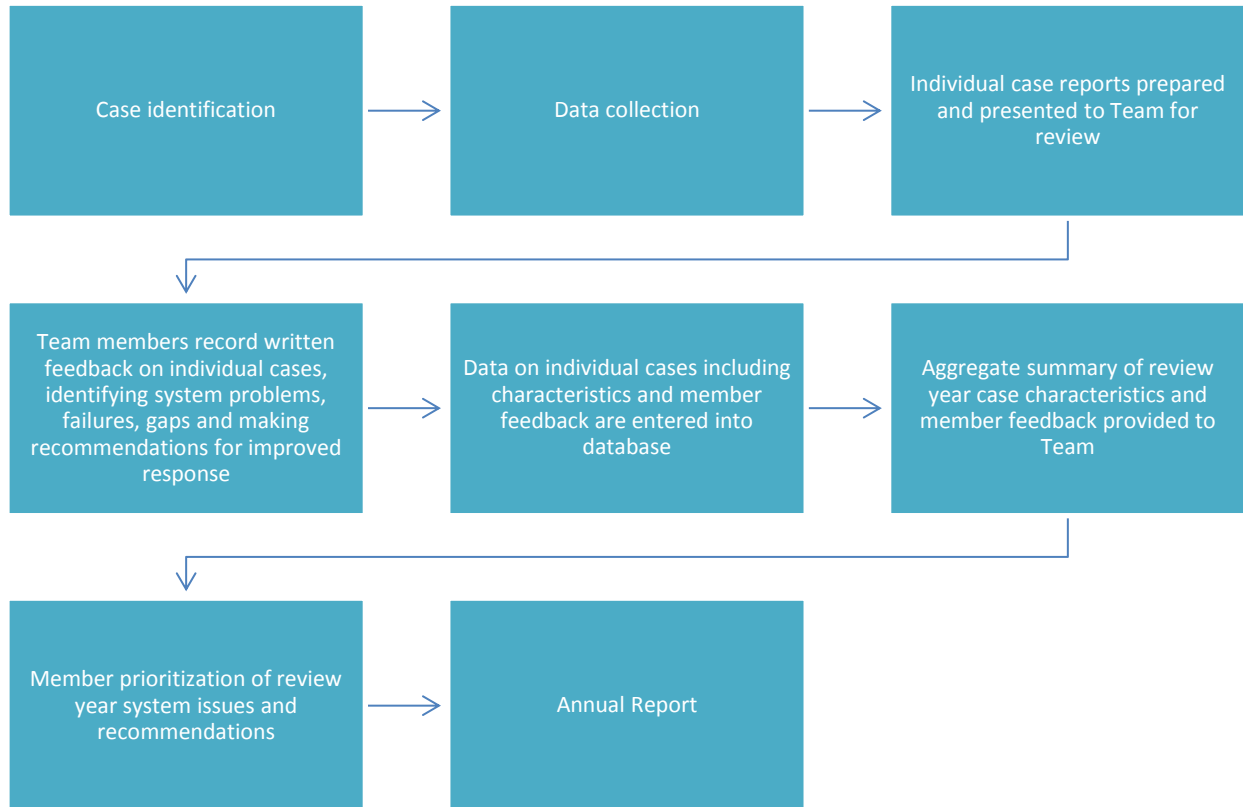 Case identification
Data collection
Individual case reports prepared
and presented to Team for
review
Team members record written
feedback on individual cases,
identifying system problems,
failures, gaps and making
recommendations for improved
response
Data on individual cases including
characteristics and member
feedback are entered into
database
Aggregate summary of review
year case characteristics and
member feedback provided to
Team
Member prioritization of review
year system issues and
recommendations
Annual Report